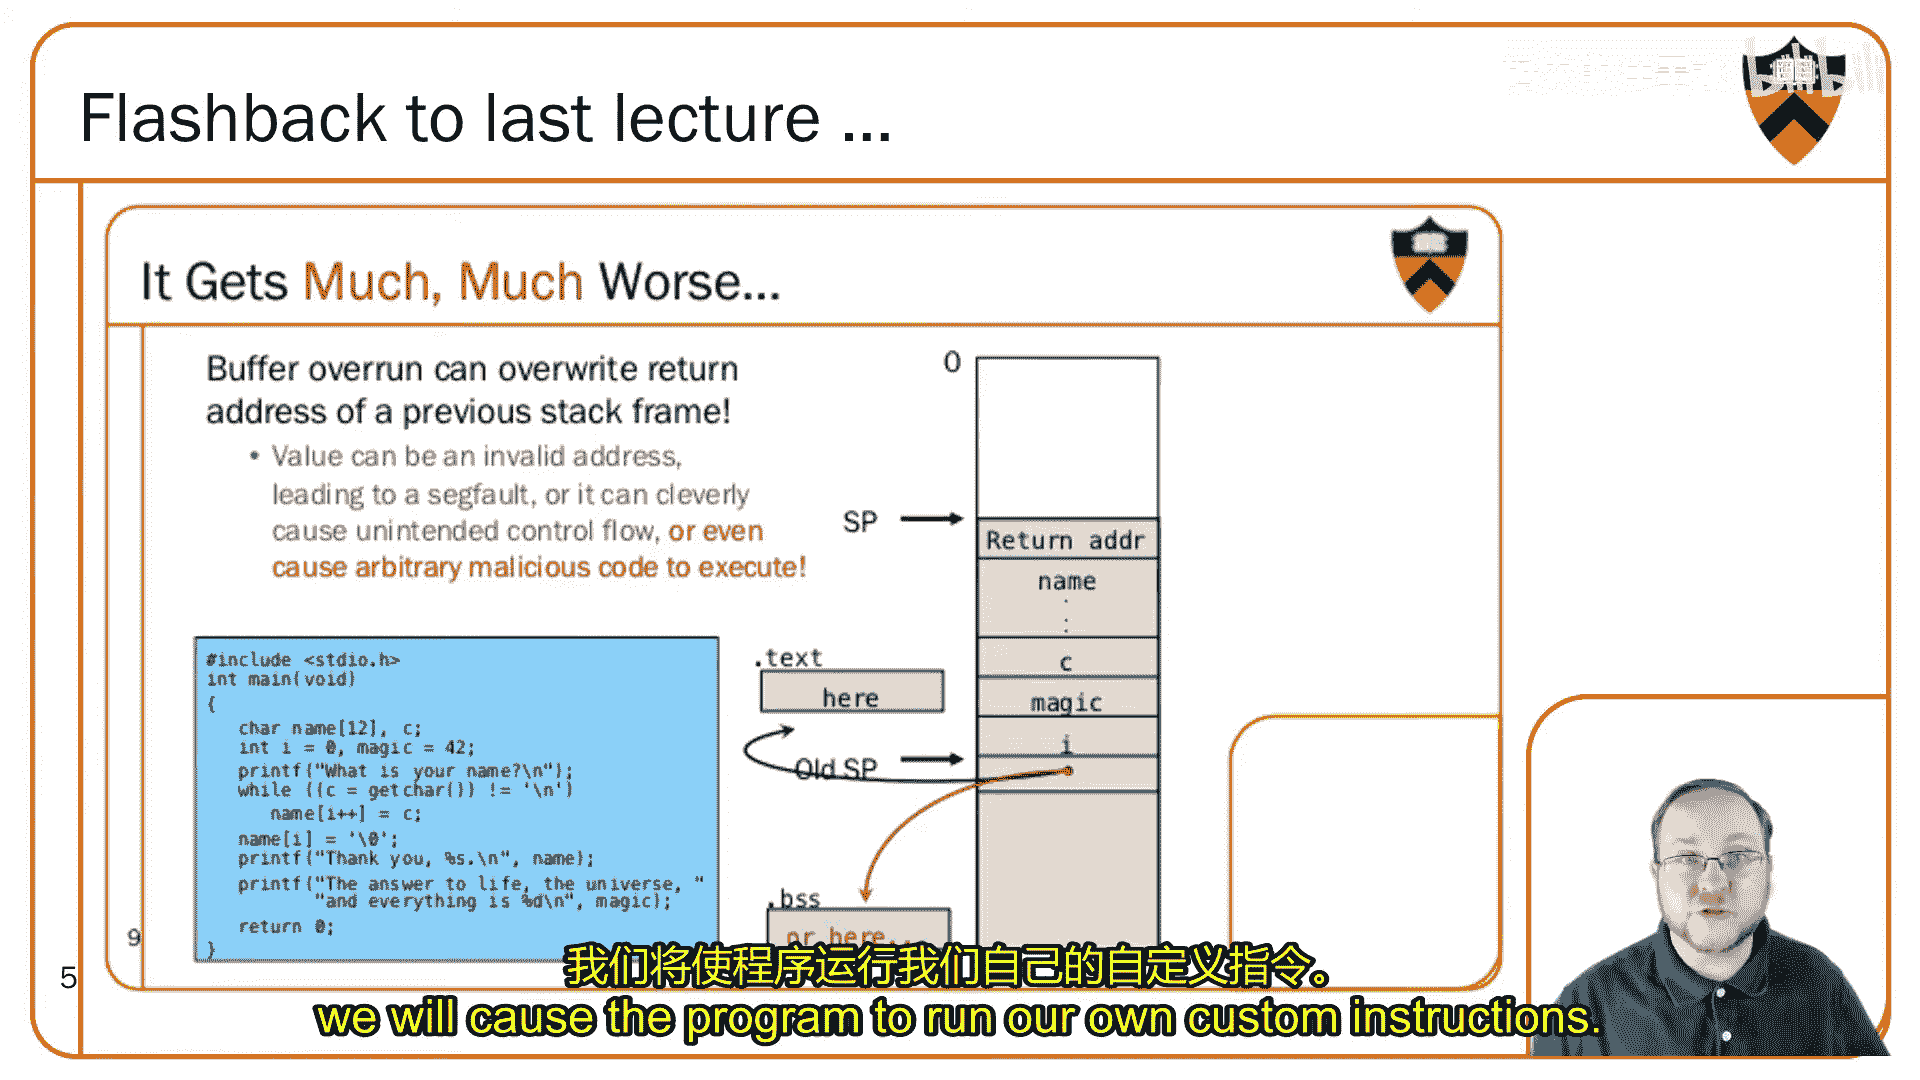 Flashback to last lecture ...
It Gets Much, Much Worse...
Buffer overrun can overwrite return
address of a previous stack frame!
• Value can be an invalid address,
leading to a segfault, or it can cleverly
cause unintended control flow, or even
cause arbitrary malicious code to execute!
#include <stdio.h>
int main(void)
{
char name[12], c;
int i = 0, magic = 42;
printf("What is your name?\n");
while ((c = getchar()) != '\n')
name[i++] = c;
name[i] = '\0';
printf("Thank you, %s.\n", name);
printf("The answer to life, the universe, "
"and everything is %d\n", magic);
return 0;
}
0
SP
Return addr
name
.
.
c
magic
i
.text
here
Old SP
.bss
or here...
9
5
我们将使程序运行我们自己的自定义指令。
we will cause the program to run our own custom instructions.